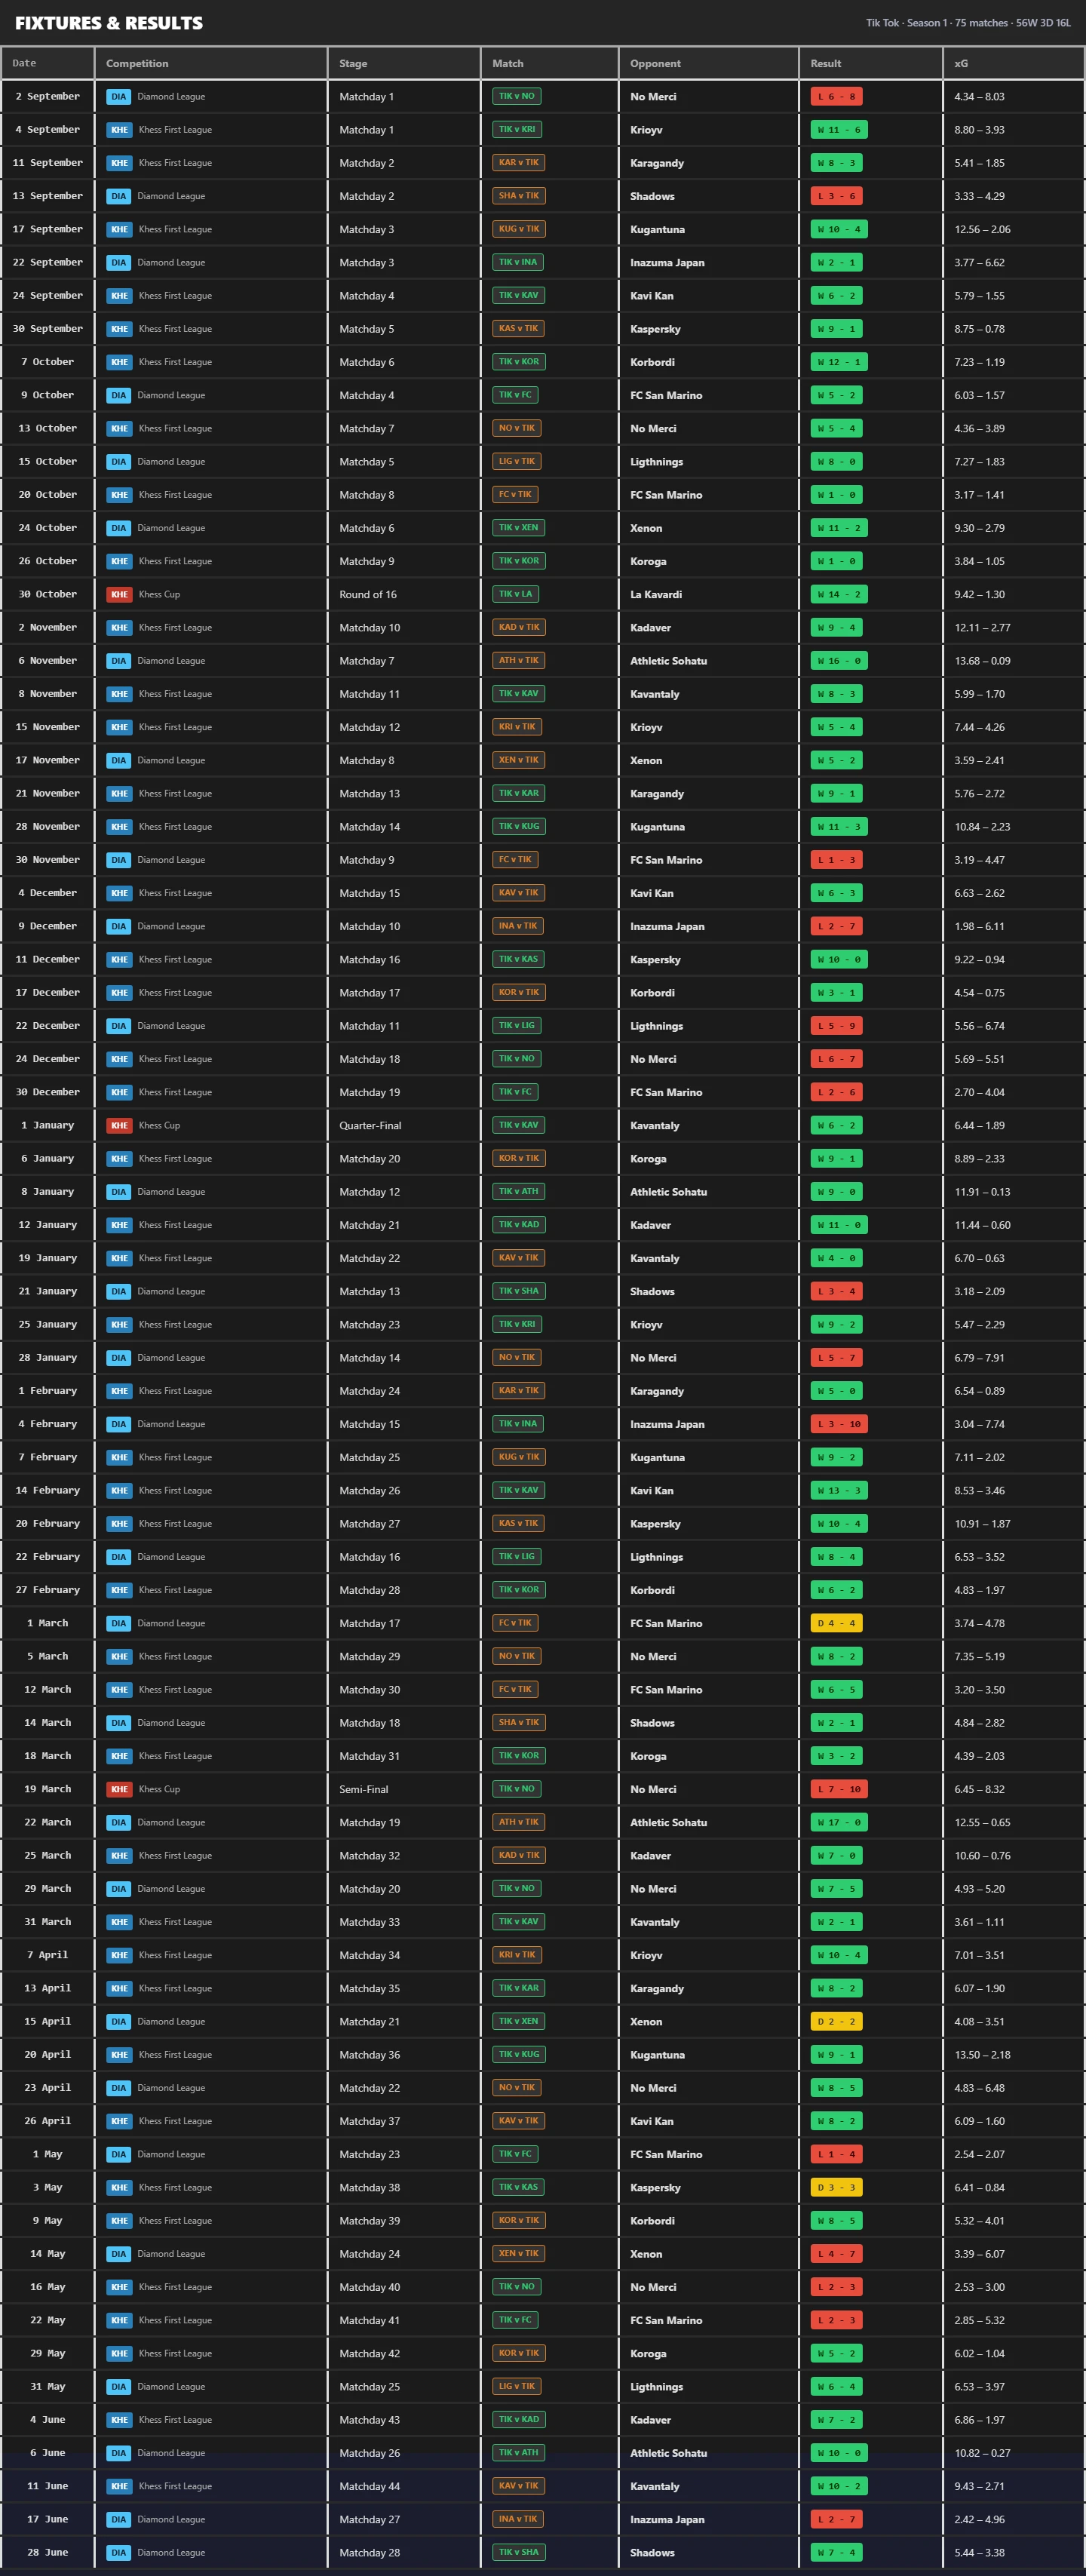 FIXTURES & RESULTS Tik Tok · Season 1 · 75 matches · 56W 3D 16L
Date Competition Stage Match Opponent Result xG
2 September DIA Diamond League Matchday 1 TIK v NO No Merci L 6 - 8 4.34 – 8.03
4 September KHE Khess First League Matchday 1 TIK v KRI Krioyv W 11 - 6 8.80 – 3.93
11 September KHE Khess First League Matchday 2 KAR v TIK Karagandy W 8 - 3 5.41 – 1.85
13 September DIA Diamond League Matchday 2 SHA v TIK Shadows L 3 - 6 3.33 – 4.29
17 September KHE Khess First League Matchday 3 KUG v TIK Kugantuna W 10 - 4 12.56 – 2.06
22 September DIA Diamond League Matchday 3 TIK v INA Inazuma Japan W 2 - 1 3.77 – 6.62
24 September KHE Khess First League Matchday 4 TIK v KAV Kavi Kan W 6 - 2 5.79 – 1.55
30 September KHE Khess First League Matchday 5 KAS v TIK Kaspersky W 9 - 1 8.75 – 0.78
7 October KHE Khess First League Matchday 6 TIK v KOR Korbordi W 12 - 1 7.23 – 1.19
9 October DIA Diamond League Matchday 4 TIK v FC FC San Marino W 5 - 2 6.03 – 1.57
13 October KHE Khess First League Matchday 7 NO v TIK No Merci W 5 - 4 4.36 – 3.89
15 October DIA Diamond League Matchday 5 LIG v TIK Ligthnings W 8 - 0 7.27 – 1.83
20 October KHE Khess First League Matchday 8 FC v TIK FC San Marino W 1 - 0 3.17 – 1.41
24 October DIA Diamond League Matchday 6 TIK v XEN Xenon W 11 - 2 9.30 – 2.79
26 October KHE Khess First League Matchday 9 TIK v KOR Koroga W 1 - 0 3.84 – 1.05
30 October KHE Khess Cup Round of 16 TIK v LA La Kavardi W 14 - 2 9.42 – 1.30
2 November KHE Khess First League Matchday 10 KAD v TIK Kadaver W 9 - 4 12.11 – 2.77
6 November DIA Diamond League Matchday 7 ATH v TIK Athletic Sohatu W 16 - 0 13.68 – 0.09
8 November KHE Khess First League Matchday 11 TIK v KAV Kavantaly W 8 - 3 5.99 – 1.70
15 November KHE Khess First League Matchday 12 KRI v TIK Krioyv W 5 - 4 7.44 – 4.26
17 November DIA Diamond League Matchday 8 XEN v TIK Xenon W 5 - 2 3.59 – 2.41
21 November KHE Khess First League Matchday 13 TIK v KAR Karagandy W 9 - 1 5.76 – 2.72
28 November KHE Khess First League Matchday 14 TIK v KUG Kugantuna W 11 - 3 10.84 – 2.23
30 November DIA Diamond League Matchday 9 FC v TIK FC San Marino L 1 - 3 3.19 – 4.47
4 December KHE Khess First League Matchday 15 KAV v TIK Kavi Kan W 6 - 3 6.63 – 2.62
9 December DIA Diamond League Matchday 10 INA v TIK Inazuma Japan L 2 - 7 1.98 – 6.11
11 December KHE Khess First League Matchday 16 TIK v KAS Kaspersky W 10 - 0 9.22 – 0.94
17 December KHE Khess First League Matchday 17 KOR v TIK Korbordi W 3 - 1 4.54 – 0.75
22 December DIA Diamond League Matchday 11 TIK v LIG Ligthnings L 5 - 9 5.56 – 6.74
24 December KHE Khess First League Matchday 18 TIK v NO No Merci L 6 - 7 5.69 – 5.51
30 December KHE Khess First League Matchday 19 TIK v FC FC San Marino L 2 - 6 2.70 – 4.04
1 January KHE Khess Cup Quarter-Final TIK v KAV Kavantaly W 6 - 2 6.44 – 1.89
6 January KHE Khess First League Matchday 20 KOR v TIK Koroga W 9 - 1 8.89 – 2.33
8 January DIA Diamond League Matchday 12 TIK v ATH Athletic Sohatu W 9 - 0 11.91 – 0.13
12 January KHE Khess First League Matchday 21 TIK v KAD Kadaver W 11 - 0 11.44 – 0.60
19 January KHE Khess First League Matchday 22 KAV v TIK Kavantaly W 4 - 0 6.70 – 0.63
21 January DIA Diamond League Matchday 13 TIK v SHA Shadows L 3 - 4 3.18 – 2.09
25 January KHE Khess First League Matchday 23 TIK v KRI Krioyv W 9 - 2 5.47 – 2.29
28 January DIA Diamond League Matchday 14 NO v TIK No Merci L 5 - 7 6.79 – 7.91
1 February KHE Khess First League Matchday 24 KAR v TIK Karagandy W 5 - 0 6.54 – 0.89
4 February DIA Diamond League Matchday 15 TIK v INA Inazuma Japan L 3 - 10 3.04 – 7.74
7 February KHE Khess First League Matchday 25 KUG v TIK Kugantuna W 9 - 2 7.11 – 2.02
14 February KHE Khess First League Matchday 26 TIK v KAV Kavi Kan W 13 - 3 8.53 – 3.46
20 February KHE Khess First League Matchday 27 KAS v TIK Kaspersky W 10 - 4 10.91 – 1.87
22 February DIA Diamond League Matchday 16 TIK v LIG Ligthnings W 8 - 4 6.53 – 3.52
27 February KHE Khess First League Matchday 28 TIK v KOR Korbordi W 6 - 2 4.83 – 1.97
1 March DIA Diamond League Matchday 17 FC v TIK FC San Marino D 4 - 4 3.74 – 4.78
5 March KHE Khess First League Matchday 29 NO v TIK No Merci W 8 - 2 7.35 – 5.19
12 March KHE Khess First League Matchday 30 FC v TIK FC San Marino W 6 - 5 3.20 – 3.50
14 March DIA Diamond League Matchday 18 SHA v TIK Shadows W 2 - 1 4.84 – 2.82
18 March KHE Khess First League Matchday 31 TIK v KOR Koroga W 3 - 2 4.39 – 2.03
19 March KHE Khess Cup Semi-Final TIK v NO No Merci L 7 - 10 6.45 – 8.32
22 March DIA Diamond League Matchday 19 ATH v TIK Athletic Sohatu W 17 - 0 12.55 – 0.65
25 March KHE Khess First League Matchday 32 KAD v TIK Kadaver W 7 - 0 10.60 – 0.76
29 March DIA Diamond League Matchday 20 TIK v NO No Merci W 7 - 5 4.93 – 5.20
31 March KHE Khess First League Matchday 33 TIK v KAV Kavantaly W 2 - 1 3.61 – 1.11
7 April KHE Khess First League Matchday 34 KRI v TIK Krioyv W 10 - 4 7.01 – 3.51
13 April KHE Khess First League Matchday 35 TIK v KAR Karagandy W 8 - 2 6.07 – 1.90
15 April DIA Diamond League Matchday 21 TIK v XEN Xenon D 2 - 2 4.08 – 3.51
20 April KHE Khess First League Matchday 36 TIK v KUG Kugantuna W 9 - 1 13.50 – 2.18
23 April DIA Diamond League Matchday 22 NO v TIK No Merci W 8 - 5 4.83 – 6.48
26 April KHE Khess First League Matchday 37 KAV v TIK Kavi Kan W 8 - 2 6.09 – 1.60
1 May DIA Diamond League Matchday 23 TIK v FC FC San Marino L 1 - 4 2.54 – 2.07
3 May KHE Khess First League Matchday 38 TIK v KAS Kaspersky D 3 - 3 6.41 – 0.84
9 May KHE Khess First League Matchday 39 KOR v TIK Korbordi W 8 - 5 5.32 – 4.01
14 May DIA Diamond League Matchday 24 XEN v TIK Xenon L 4 - 7 3.39 – 6.07
16 May KHE Khess First League Matchday 40 TIK v NO No Merci L 2 - 3 2.53 – 3.00
22 May KHE Khess First League Matchday 41 TIK v FC FC San Marino L 2 - 3 2.85 – 5.32
29 May KHE Khess First League Matchday 42 KOR v TIK Koroga W 5 - 2 6.02 – 1.04
31 May DIA Diamond League Matchday 25 LIG v TIK Ligthnings W 6 - 4 6.53 – 3.97
4 June KHE Khess First League Matchday 43 TIK v KAD Kadaver W 7 - 2 6.86 – 1.97
6 June DIA Diamond League Matchday 26 TIK v ATH Athletic Sohatu W 10 - 0 10.82 – 0.27
11 June KHE Khess First League Matchday 44 KAV v TIK Kavantaly W 10 - 2 9.43 – 2.71
17 June DIA Diamond League Matchday 27 INA v TIK Inazuma Japan L 2 - 7 2.42 – 4.96
28 June DIA Diamond League Matchday 28 TIK v SHA Shadows W 7 - 4 5.44 – 3.38